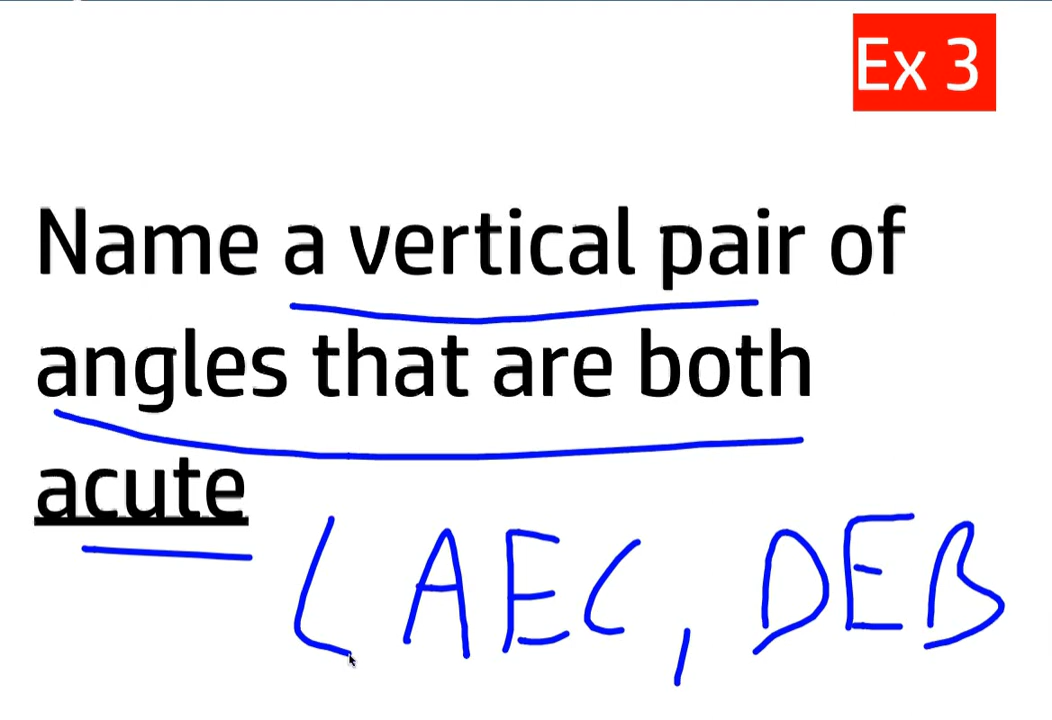 Ex 3
Name a vertical pair of
angles that are both
acute
∠AEC, DEB